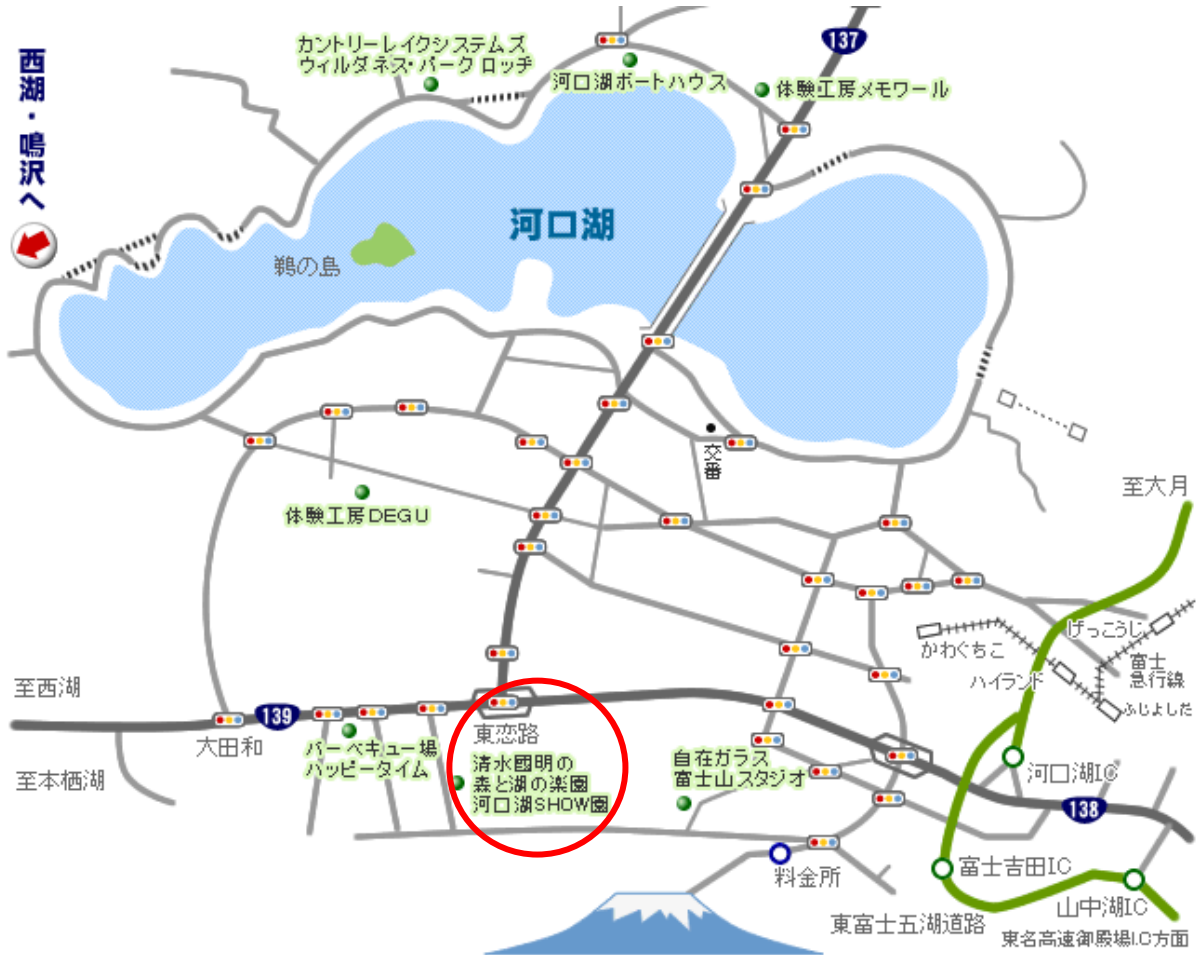 カントリーレイクシステムズ
ウィルダネス・パークロッヂ
河口湖ボートハウス
137
体験工房メモワール
西湖・鳴沢へ
河口湖
鵜の島
交番
体験工房DEGU
至大月
げっこうじ
かわぐちこ
富士
急行線
ハイランド
ふじよしだ
至西湖
139
大田和
東恋路
バーベキュー場
ハッピータイム
至本栖湖
清水國明の
森と湖の楽園
河口湖SHOW園
自在ガラス
富士山スタジオ
河口湖IC
138
料金所
富士吉田IC
山中湖IC
東富士五湖道路
東名高速御殿場I.C方面